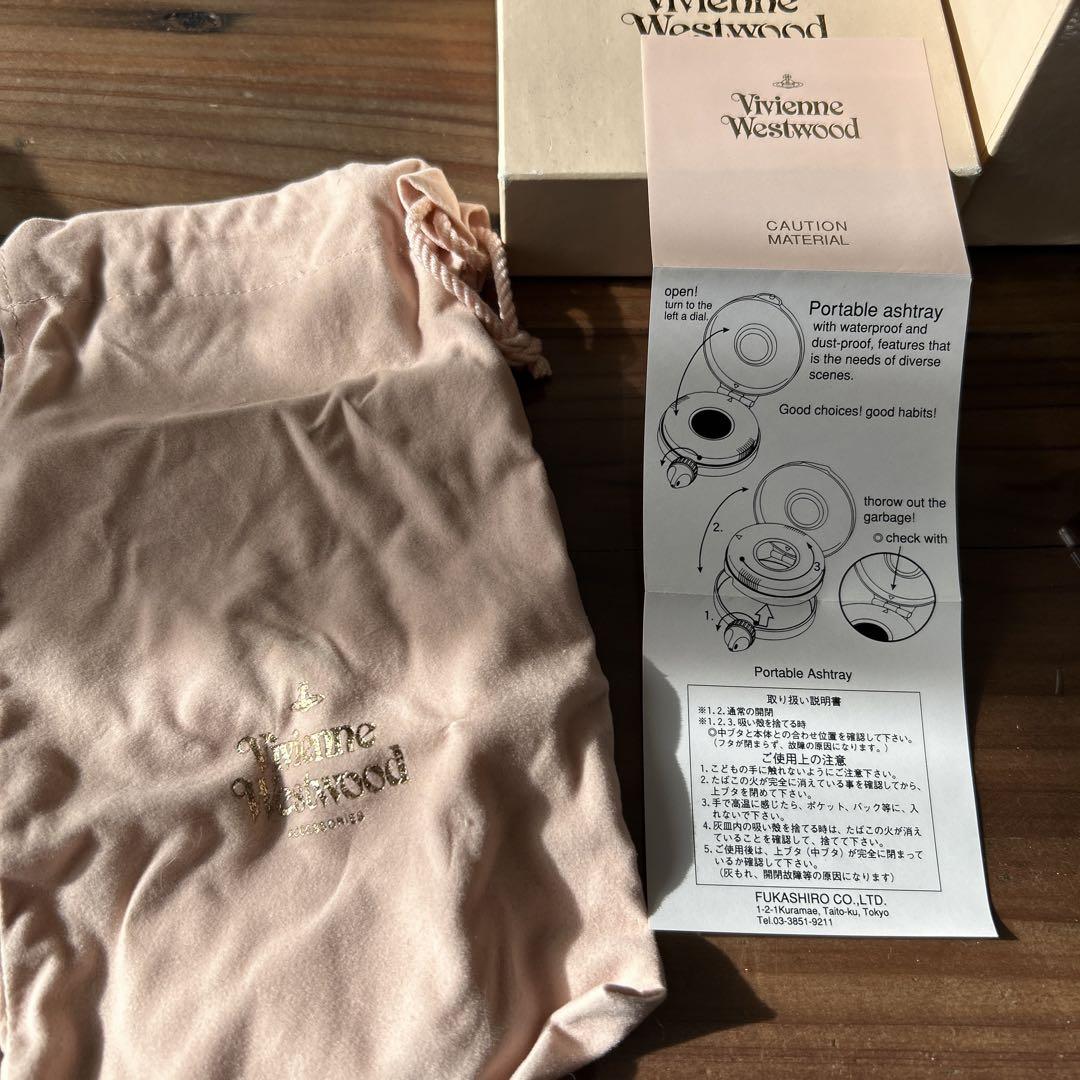 Vivienne
Westwood
Vivienne
Westwood
CAUTION
MATERIAL
open!
turn to the
left a dial.
Portable ashtray
with waterproof and
dust-proof, features that
is the needs of diverse
scenes.
Good choices! good habits!
thorow out the
garbage!
◎ check with
2.
3.
1.
Portable Ashtray
取り扱い説明書
※1.2.通常の開閉
※1.2.3.吸い殻を捨てる時
◎中ブタと本体との合わせ位置を確認して下さい。
(フタが閉まらず、故障の原因になります。)
ご使用上の注意
1.こどもの手に触れないようにご注意下さい。
2.たばこの火が完全に消えている事を確認してから、
上ブタを閉めて下さい。
3.手で高温に感じたら、ポケット、バック等に、入
れないで下さい。
4.灰皿内の吸い殻を捨てる時は、たばこの火が消え
ていることを確認して、捨てて下さい。
5.ご使用後は、上ブタ(中ブタ)が完全に閉まって
いるか確認して下さい。
(灰もれ、開閉故障等の原因になります)
FUKASHIRO CO.,LTD.
1-2-1Kuramae, Taito-ku, Tokyo
Tel.03-3851-9211
Vivienne
Westwood
ACCESSORIES